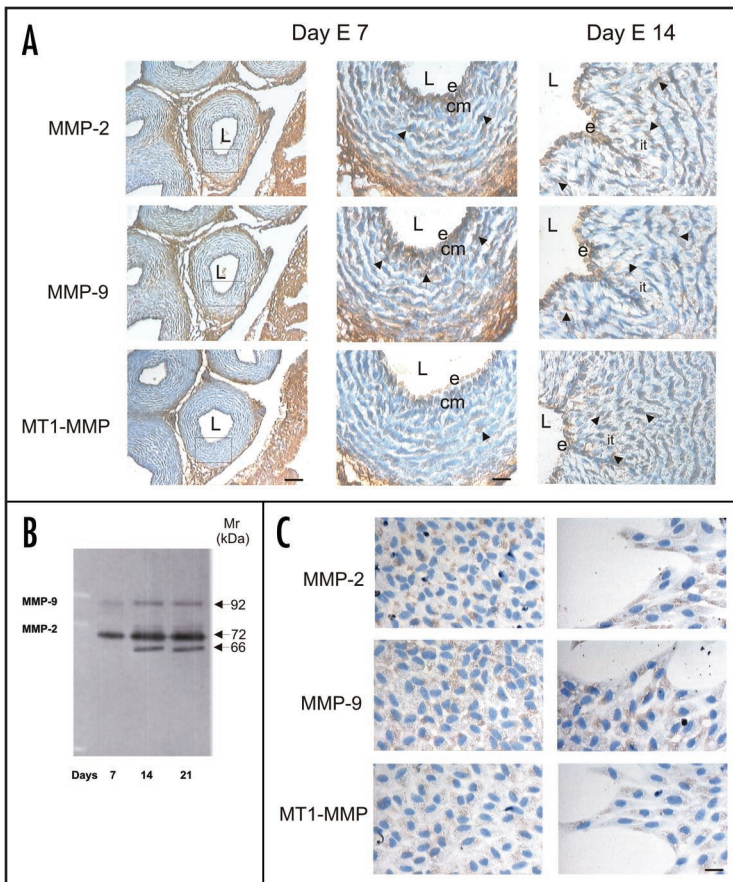 A
Day E 7
Day E 14
MMP-2
L
L
e
cm
L
e
it
MMP-9
L
L
e
cm
L
e
it
MT1-MMP
L
L
e
cm
L
e
it
B
Mr
(kDa)
MMP-9
92
MMP-2
72
66
Days 7 14 21
C
MMP-2
MMP-9
MT1-MMP